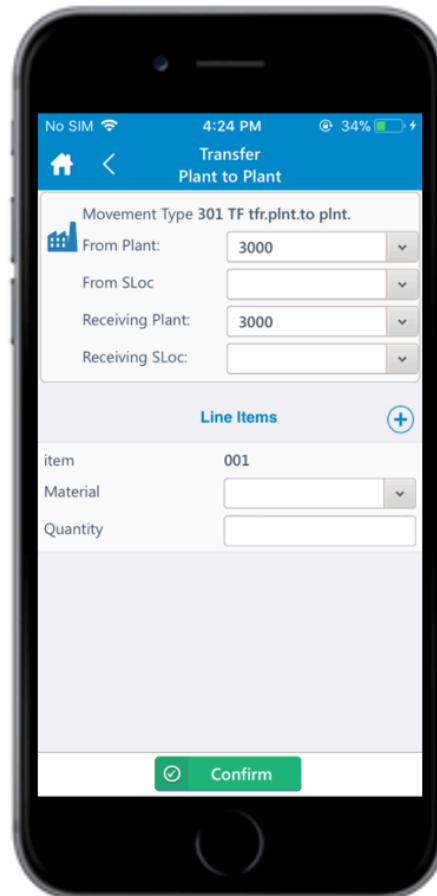 No SIM 4:24 PM 34%
Transfer
Plant to Plant
Movement Type 301 TF tfr.plnt.to plnt.
From Plant: 3000
From SLoc
Receiving Plant: 3000
Receiving SLoc:
Line Items
item 001
Material
Quantity
Confirm